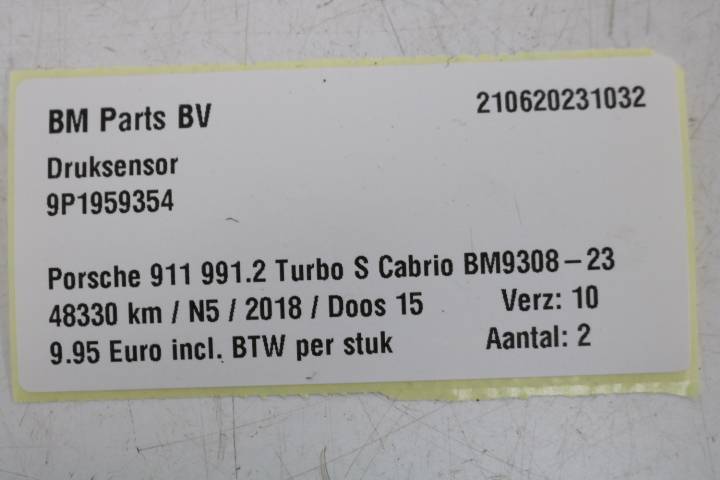 BM Parts BV 210620231032
Druksensor
9P1959354
Porsche 911 991.2 Turbo S Cabrio BM9308-23
48330 km / N5 / 2018 / Doos 15 Verz: 10
9.95 Euro incl. BTW per stuk Aantal: 2